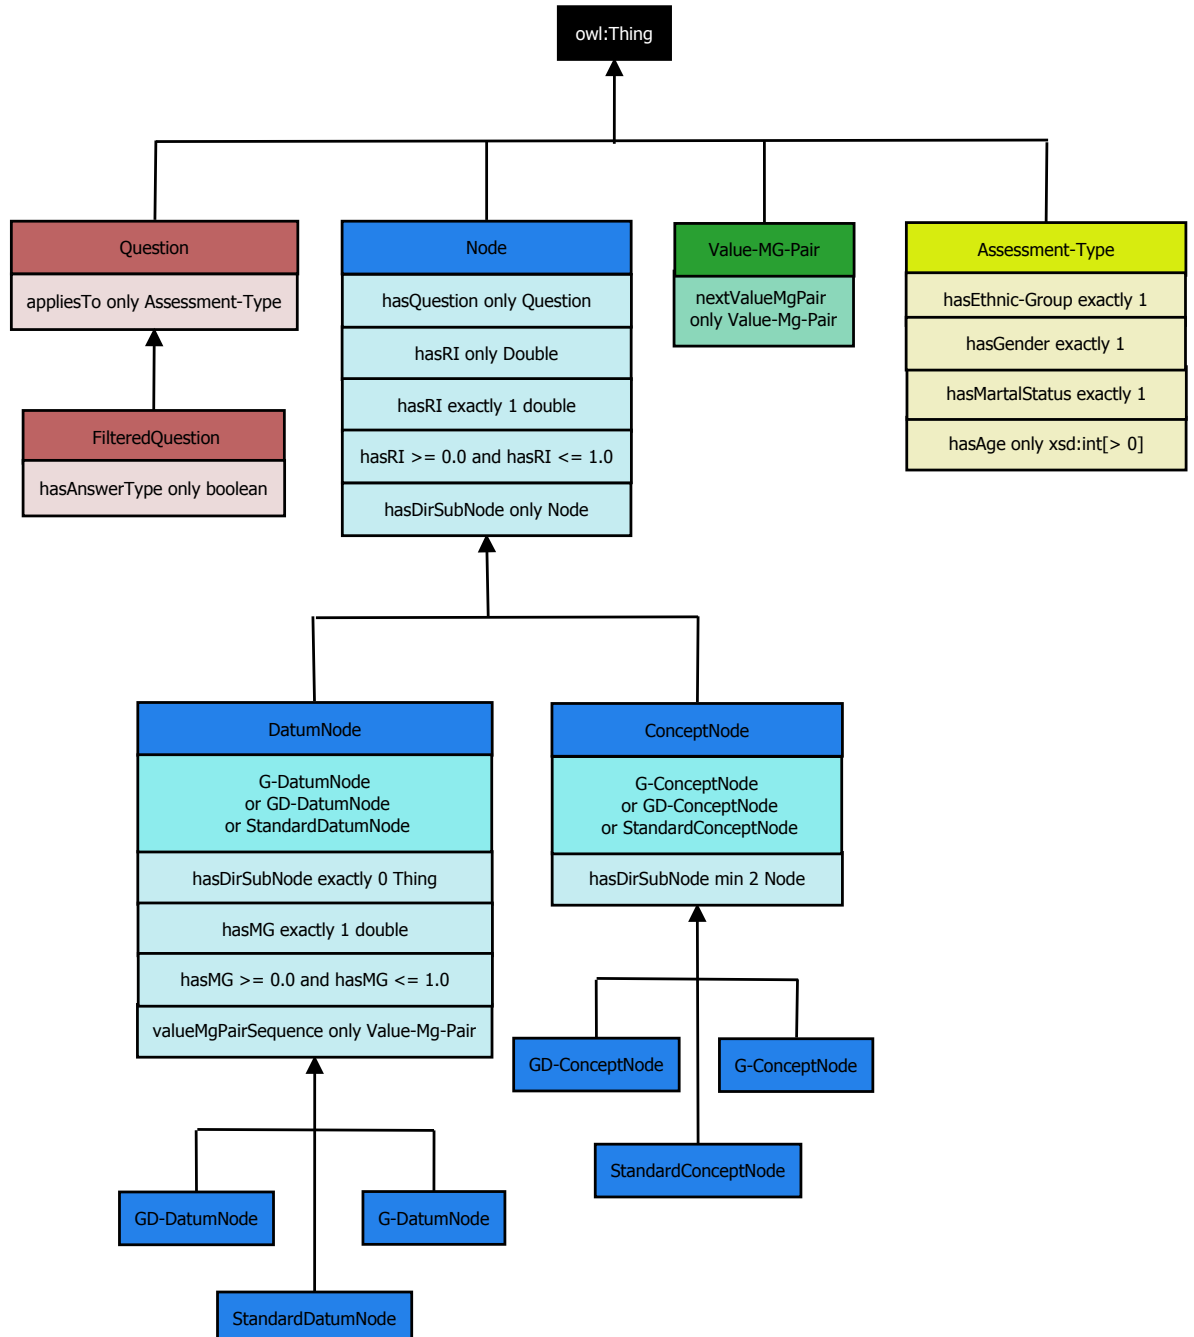 owl:Thing
Question
appliesTo only Assessment-Type
FilteredQuestion
hasAnswerType only boolean
Node
hasQuestion only Question
hasRI only Double
hasRI exactly 1 double
hasRI >= 0.0 and hasRI <= 1.0
hasDirSubNode only Node
Value-MG-Pair
nextValueMgPair
only Value-Mg-Pair
Assessment-Type
hasEthnic-Group exactly 1
hasGender exactly 1
hasMartalStatus exactly 1
hasAge only xsd:int[> 0]
DatumNode
G-DatumNode
or GD-DatumNode
or StandardDatumNode
hasDirSubNode exactly 0 Thing
hasMG exactly 1 double
hasMG >= 0.0 and hasMG <= 1.0
valueMgPairSequence only Value-Mg-Pair
ConceptNode
G-ConceptNode
or GD-ConceptNode
or StandardConceptNode
hasDirSubNode min 2 Node
GD-ConceptNode
G-ConceptNode
StandardConceptNode
GD-DatumNode
G-DatumNode
StandardDatumNode